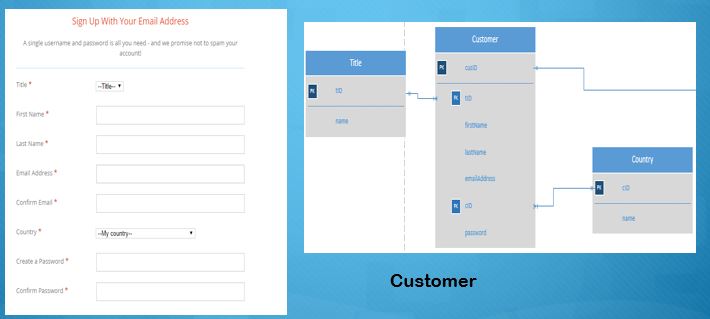 Sign Up With Your Email Address
A single username and password is all you need - and we promise not to spam your
account!
Title *
--Title--
First Name *
Last Name *
Email Address *
Confirm Email *
Country *
--My country--
Create a Password *
Confirm Password *
Title
PK tID
name
Customer
PK cusID
FK tID
firstName
lastName
emailAddress
FK cID
password
Country
PK cID
name
Customer